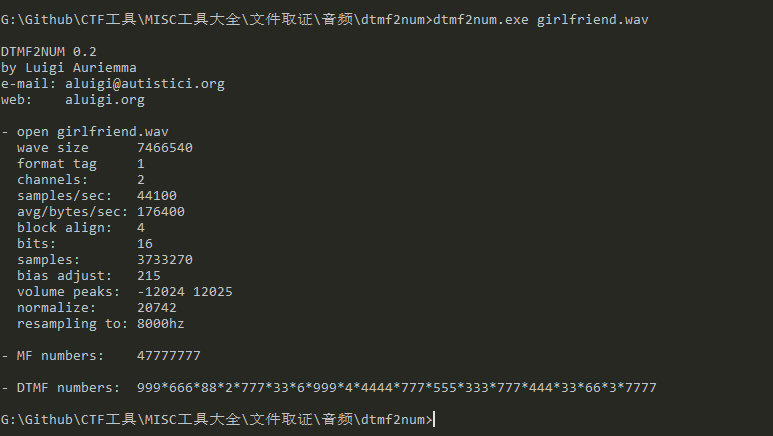 G:\Github\CTF工具\MISC工具大全\文件取证\音频\dtmf2num>dtmf2num.exe girlfriend.wav
DTMF2NUM 0.2
by Luigi Auriemma
e-mail: aluigi@autistici.org
web:    aluigi.org
- open girlfriend.wav
  wave size      7466540
  format tag     1
  channels:      2
  samples/sec:   44100
  avg/bytes/sec: 176400
  block align:   4
  bits:          16
  samples:       3733270
  bias adjust:   215
  volume peaks:  -12024 12025
  normalize:     20742
  resampling to: 8000hz
- MF numbers:    47777777
- DTMF numbers:  999*666*88*2*777*33*6*999*4*4444*777*555*333*777*444*33*66*3*7777
G:\Github\CTF工具\MISC工具大全\文件取证\音频\dtmf2num>